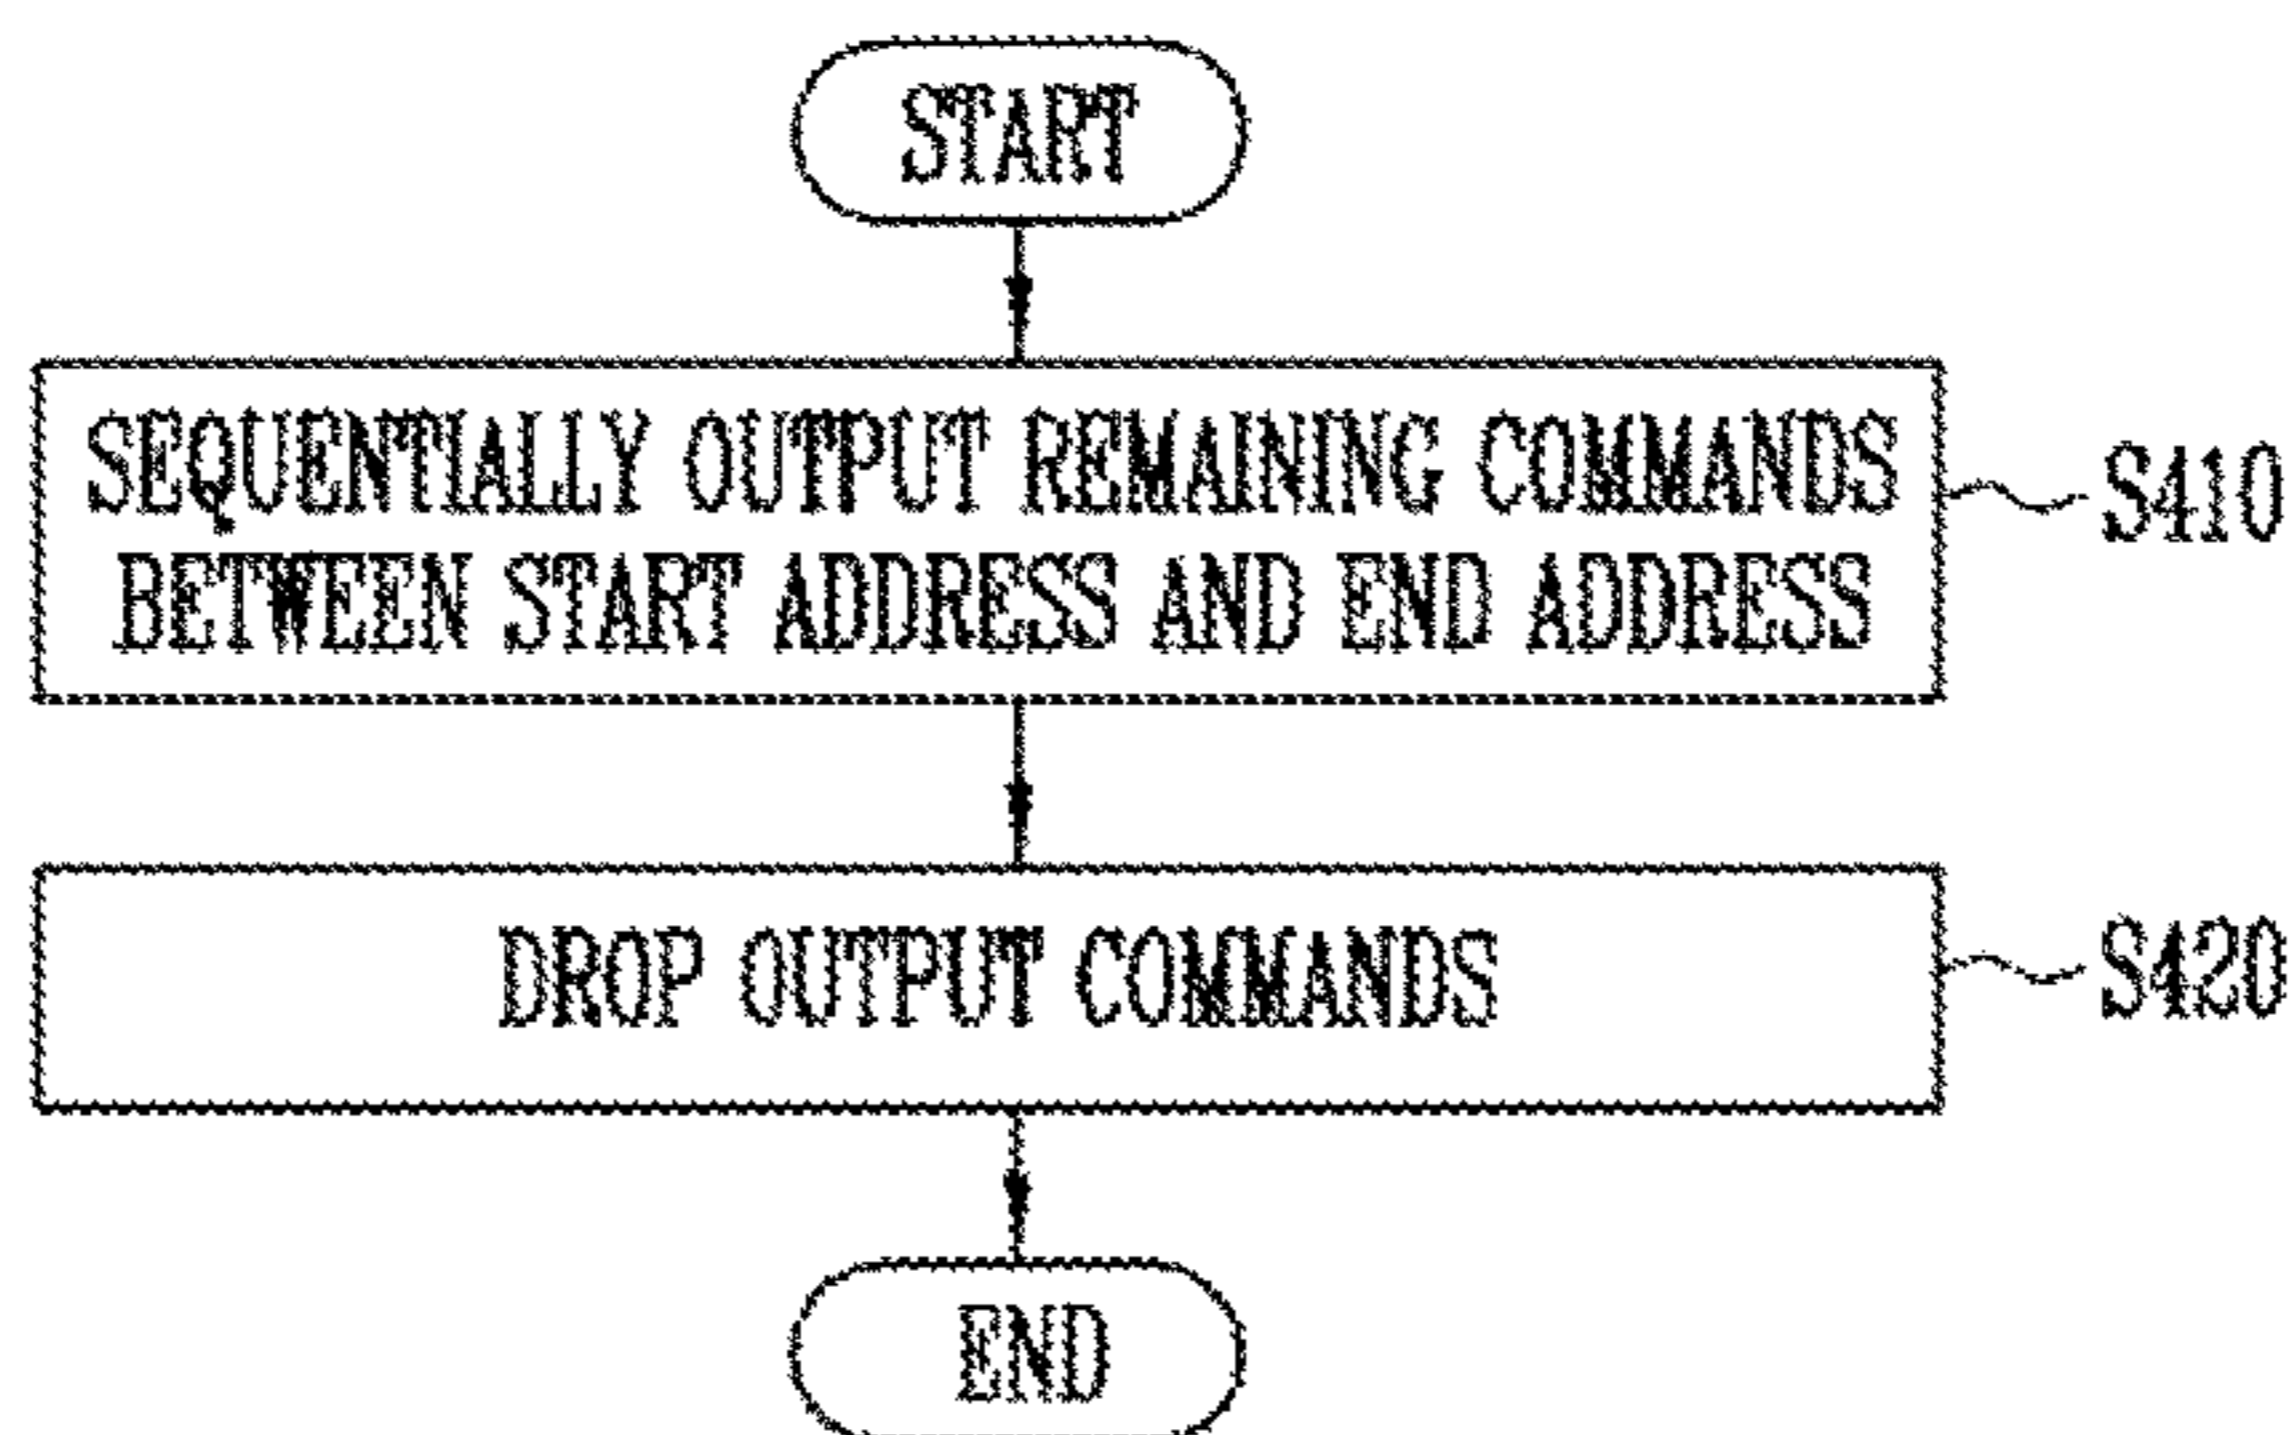 START
SEQUENTIALLY OUTPUT REMAINING COMMANDS
BETWEEN START ADDRESS AND END ADDRESS
S410
DROP OUTPUT COMMANDS
S420
END